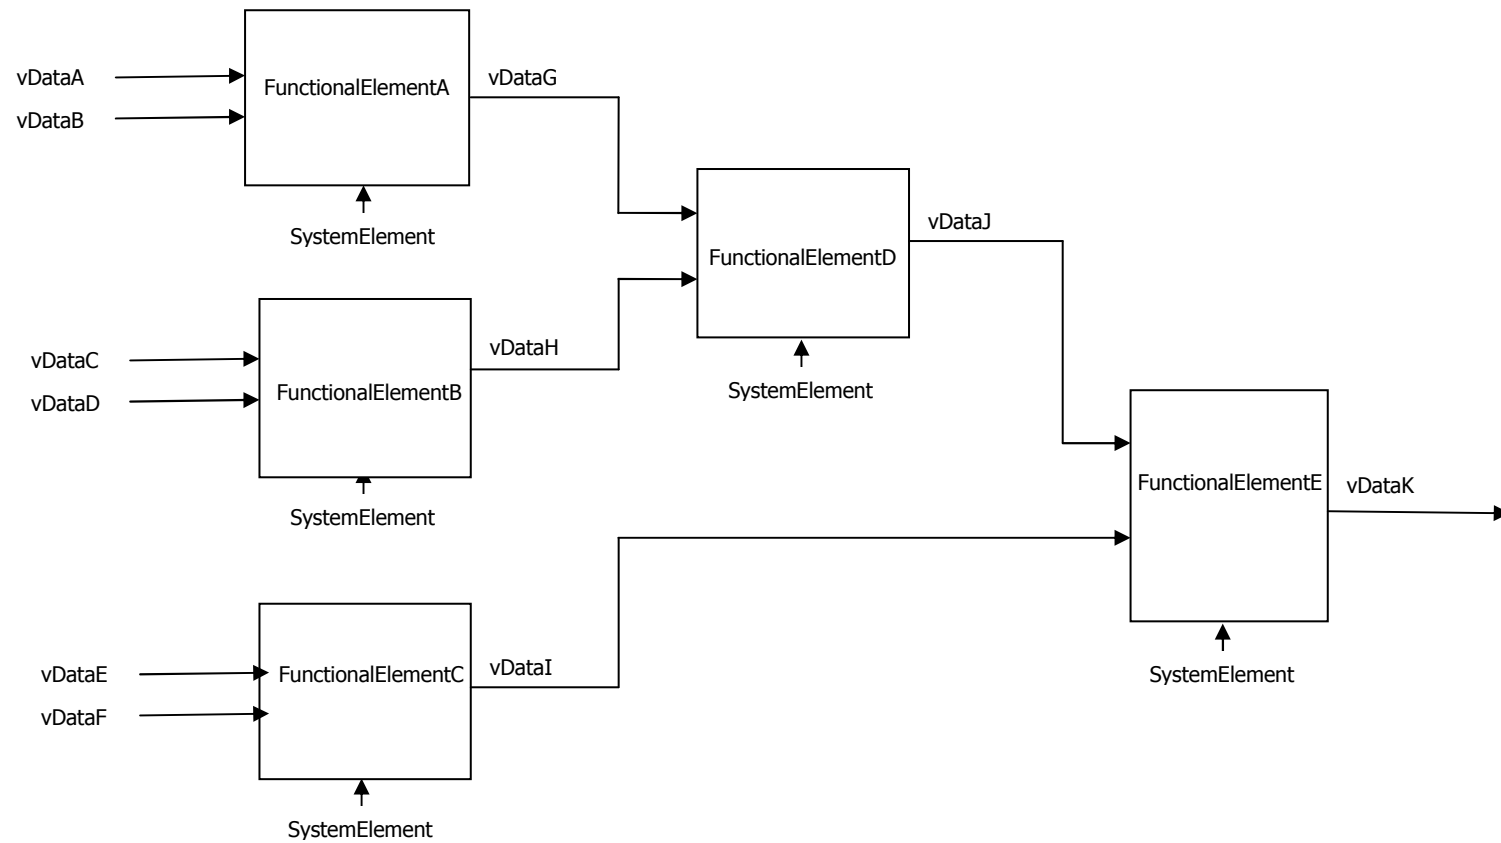 vDataA
vDataB
FunctionalElementA
vDataG
SystemElement
vDataC
vDataD
FunctionalElementB
vDataH
SystemElement
FunctionalElementD
vDataJ
SystemElement
vDataE
vDataF
FunctionalElementC
vDataI
SystemElement
FunctionalElementE
vDataK
SystemElement